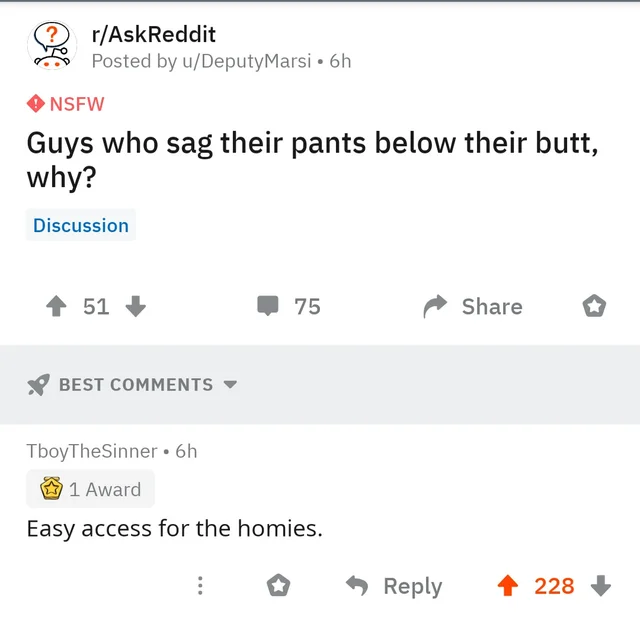 r/AskReddit
Posted by u/DeputyMarsi • 6h
NSFW
Guys who sag their pants below their butt,
why?
Discussion
51
75
Share
BEST COMMENTS
TboyTheSinner • 6h
1 Award
Easy access for the homies.
Reply
228